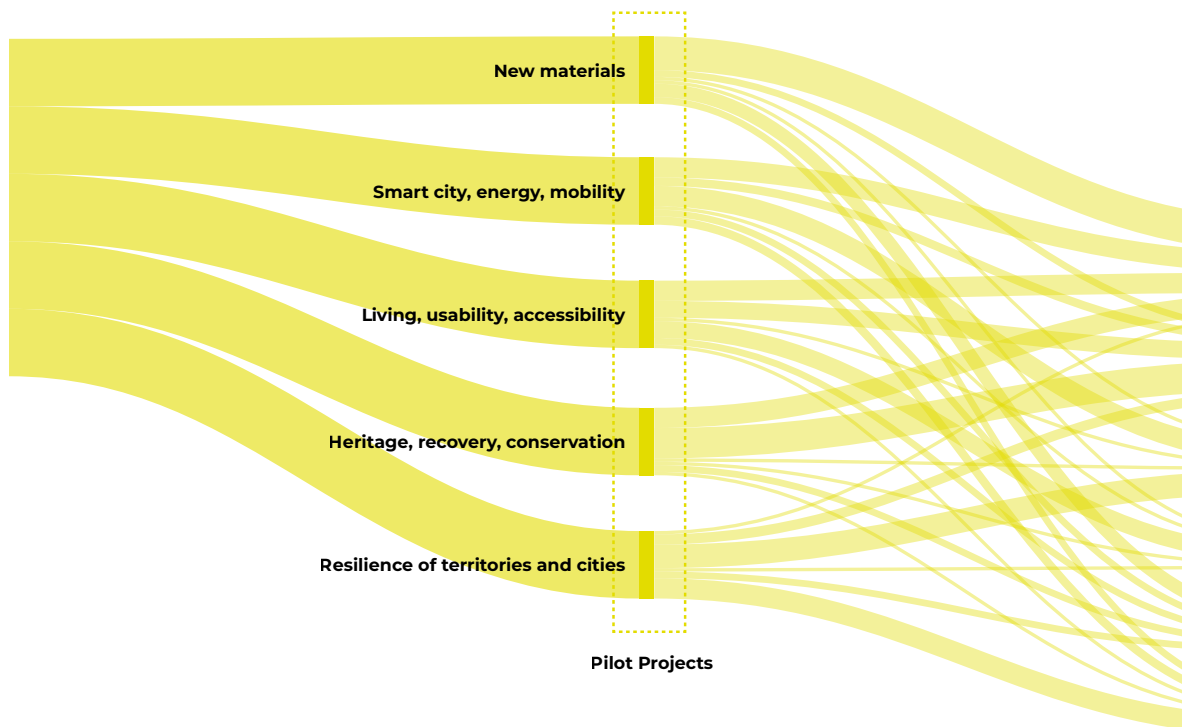 New materials
Smart city, energy, mobility
Living, usability, accessibility
Heritage, recovery, conservation
Resilience of territories and cities
Pilot Projects